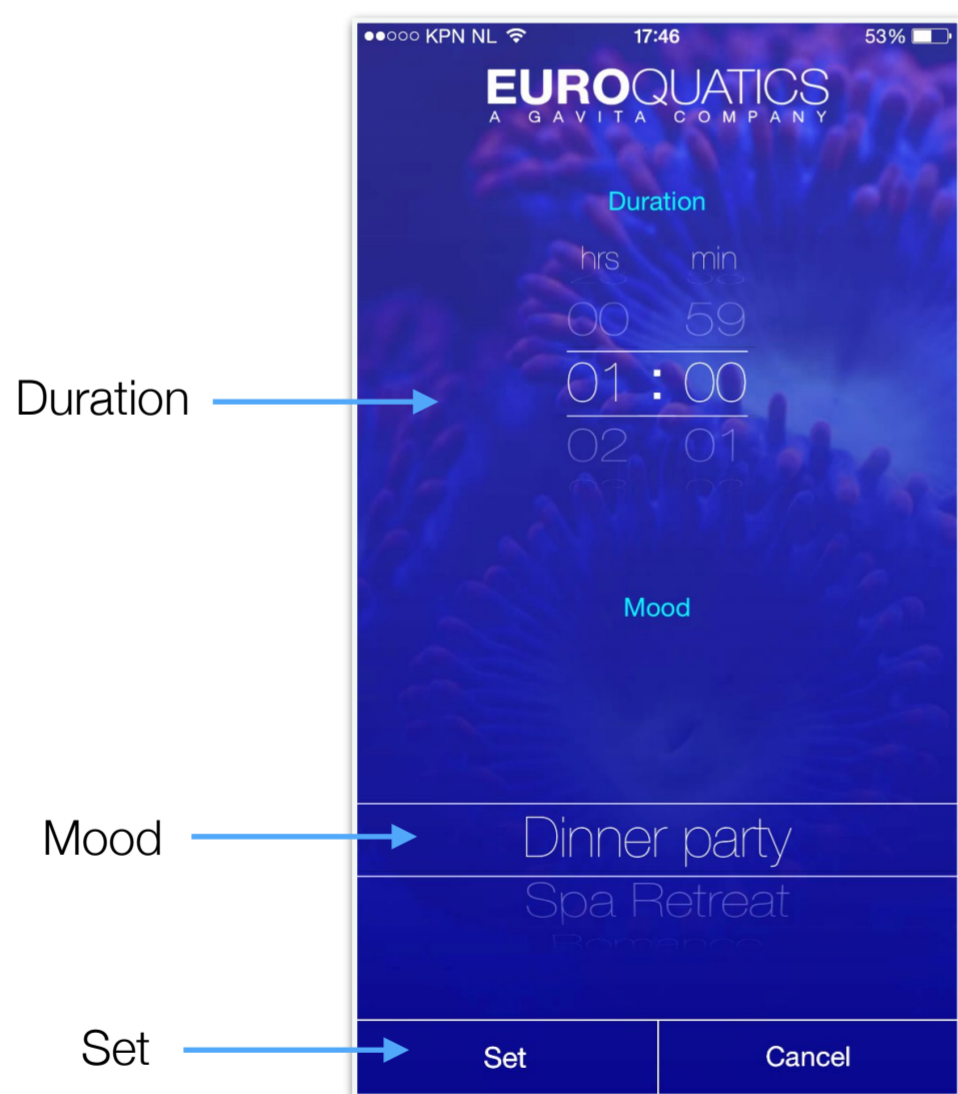 ●●○○○ KPN NL 17:46 53%
EUROQUATICS
A GAVITA COMPANY
Duration
hrs min
00 59
Duration
01 : 00
02 01
Mood
Mood
Dinner party
Spa Retreat
Romance
Set
Set Cancel